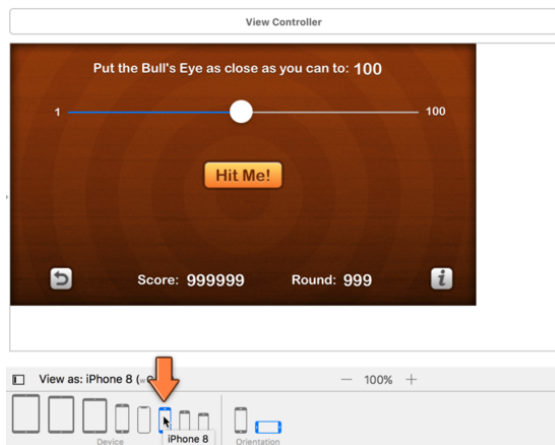 View Controller
Put the Bull's Eye as close as you can to: 100
1 100
Hit Me!
Score: 999999 Round: 999
View as: iPhone 8 (
100%
iPhone 8
Device Orientation